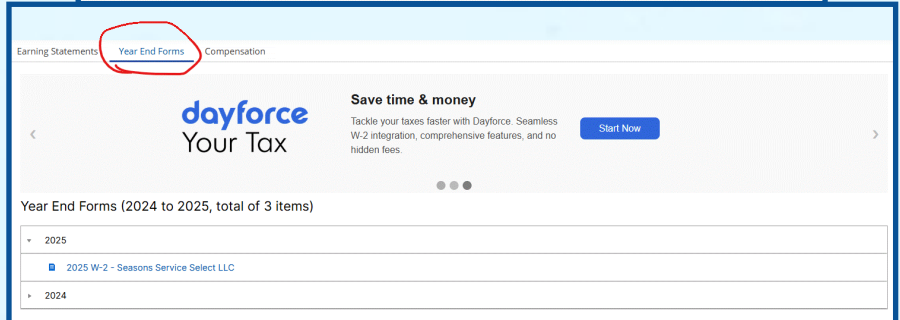 Earning Statements Year End Forms Compensation
dayforce
Your Tax
Save time & money
Tackle your taxes faster with Dayforce. Seamless
W-2 integration, comprehensive features, and no
hidden fees.
Start Now
Year End Forms (2024 to 2025, total of 3 items)
2025
2025 W-2 - Seasons Service Select LLC
2024